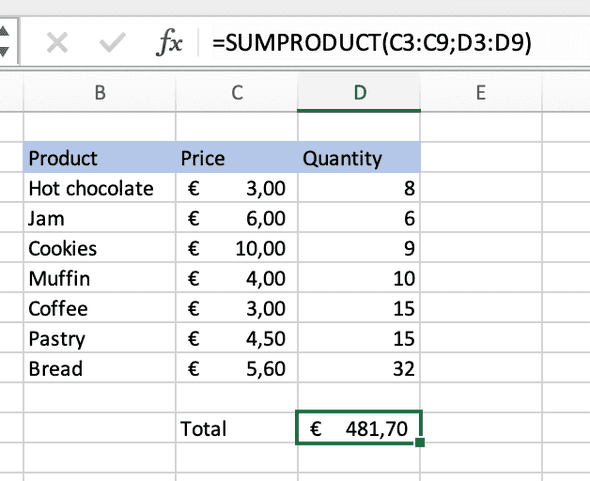 fx =SUMPRODUCT(C3:C9;D3:D9)
B C D E
Product Price Quantity
Hot chocolate € 3,00 8
Jam € 6,00 6
Cookies € 10,00 9
Muffin € 4,00 10
Coffee € 3,00 15
Pastry € 4,50 15
Bread € 5,60 32
Total € 481,70